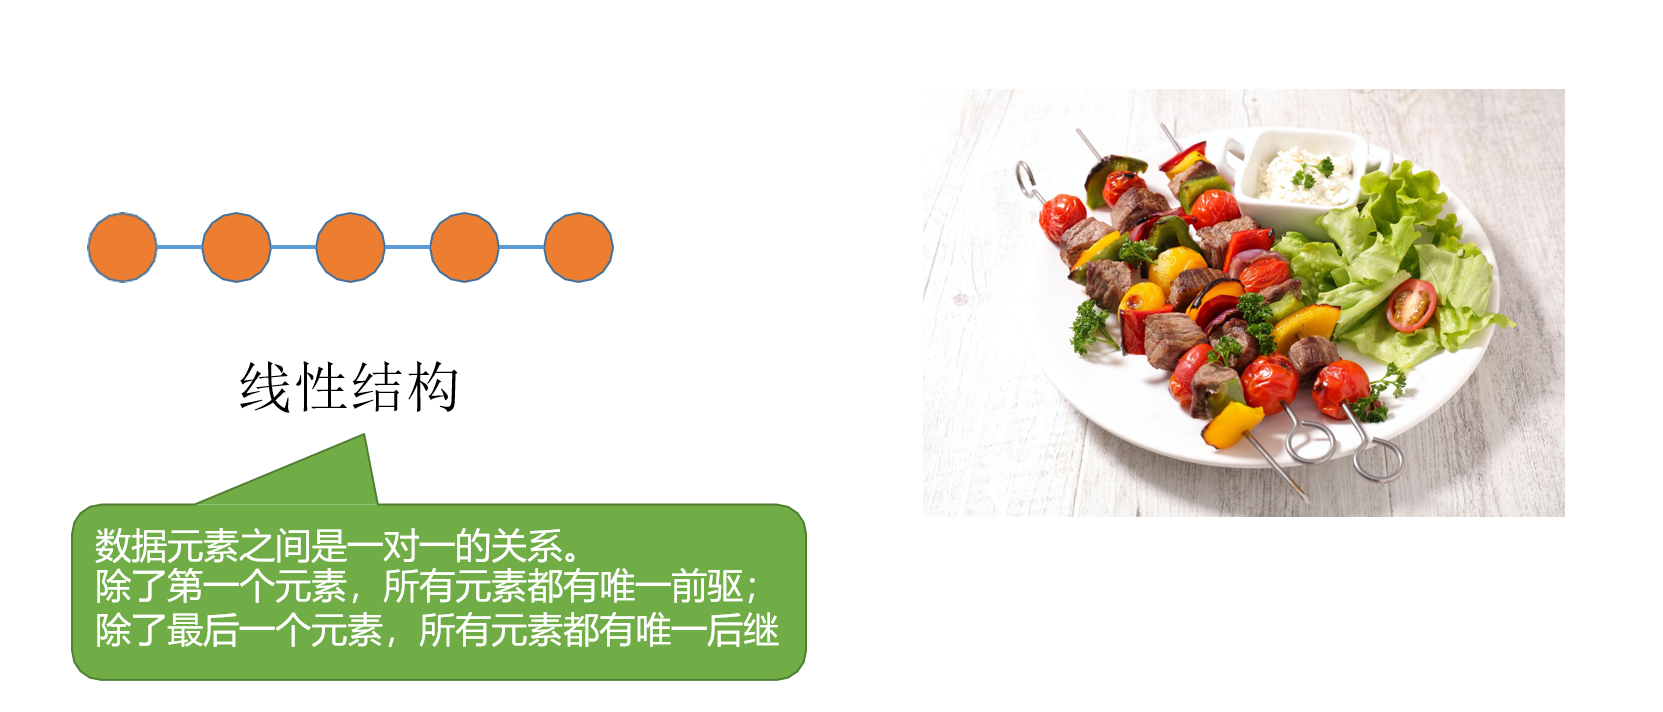 线性结构
数据元素之间是一对一的关系。
除了第一个元素，所有元素都有唯一前驱；
除了最后一个元素，所有元素都有唯一后继